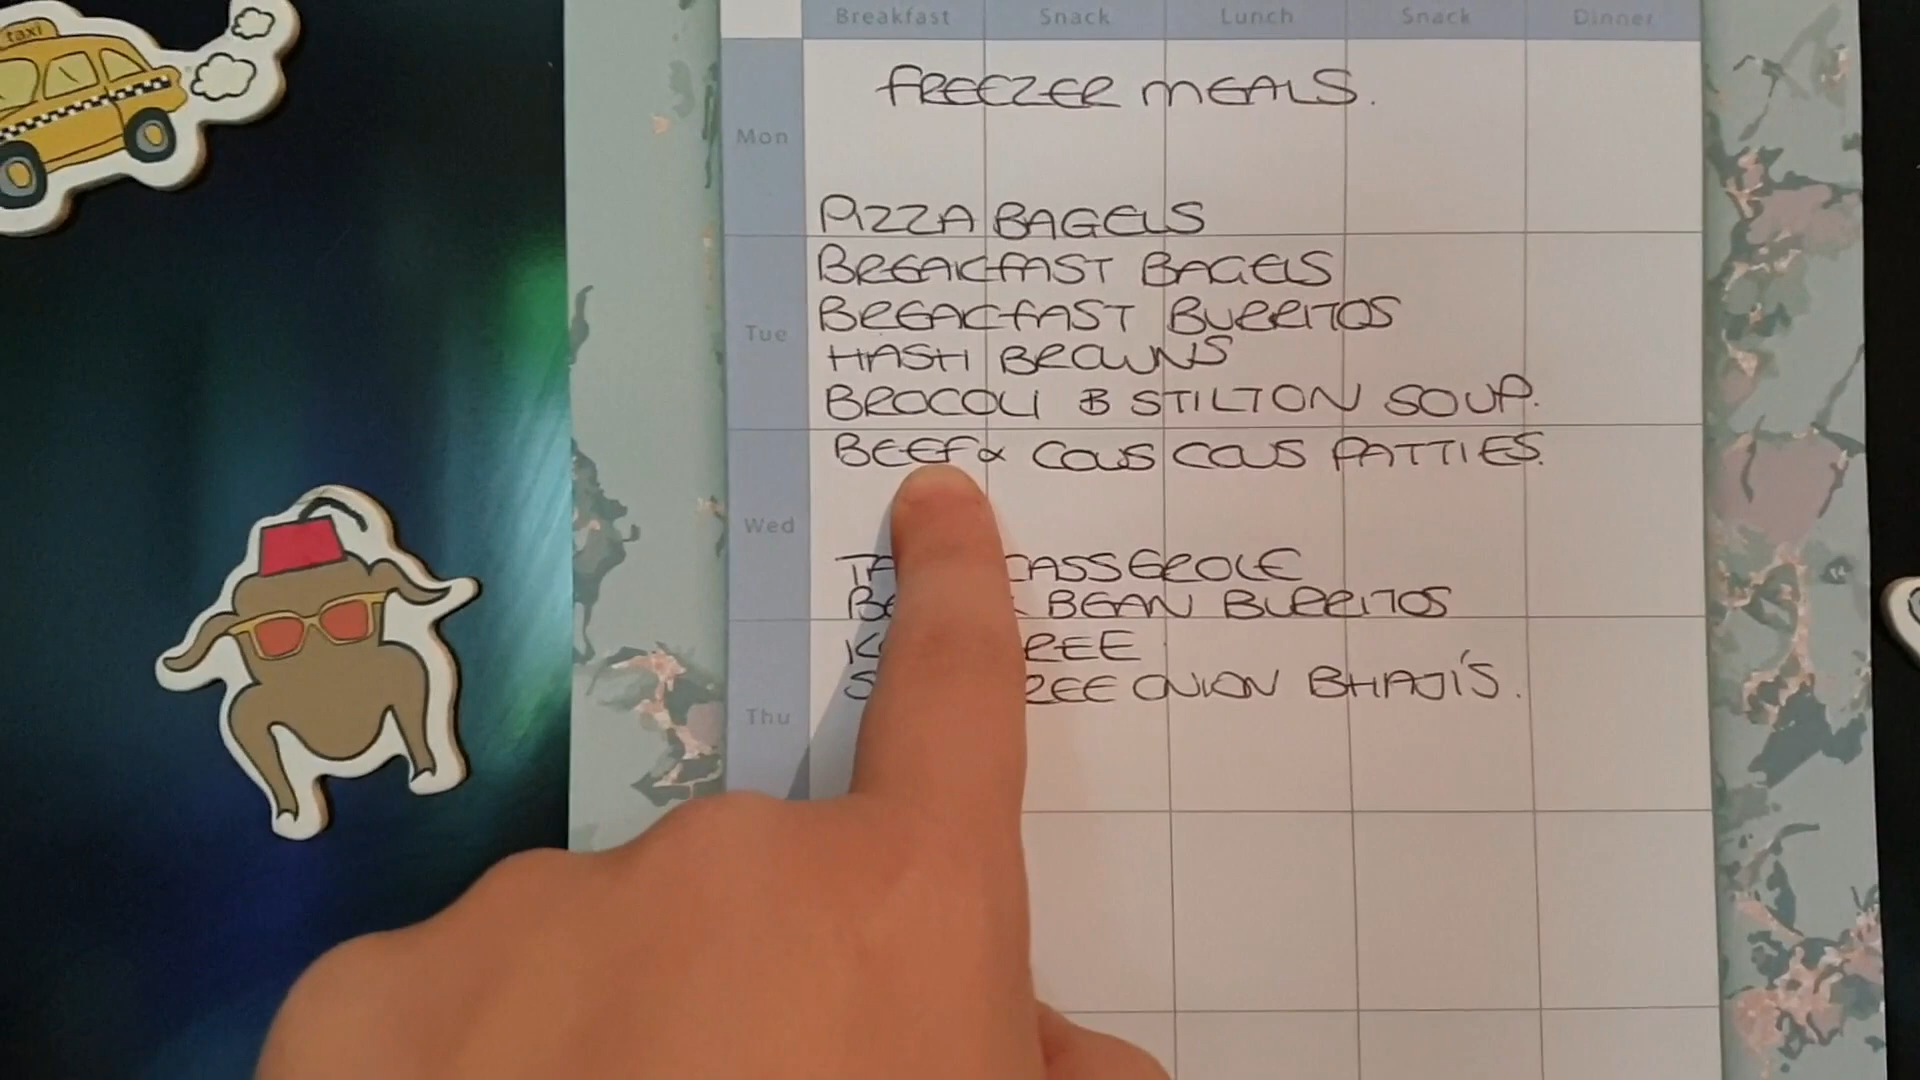 taxi
Breakfast Snack Lunch Snack Dinner
FREEZER MEALS.
Mon
PIZZA BAGELS
BREAKFAST BAGELS
BREAKFAST BURRITOS
Tue
HASH BROWNS
BROCOLI & STILTON SOUP.
BEEF & COUS COUS PATTIES.
Wed
CASSEROLE
BEAN BURRITOS
ONION BHAJI'S.
Thu